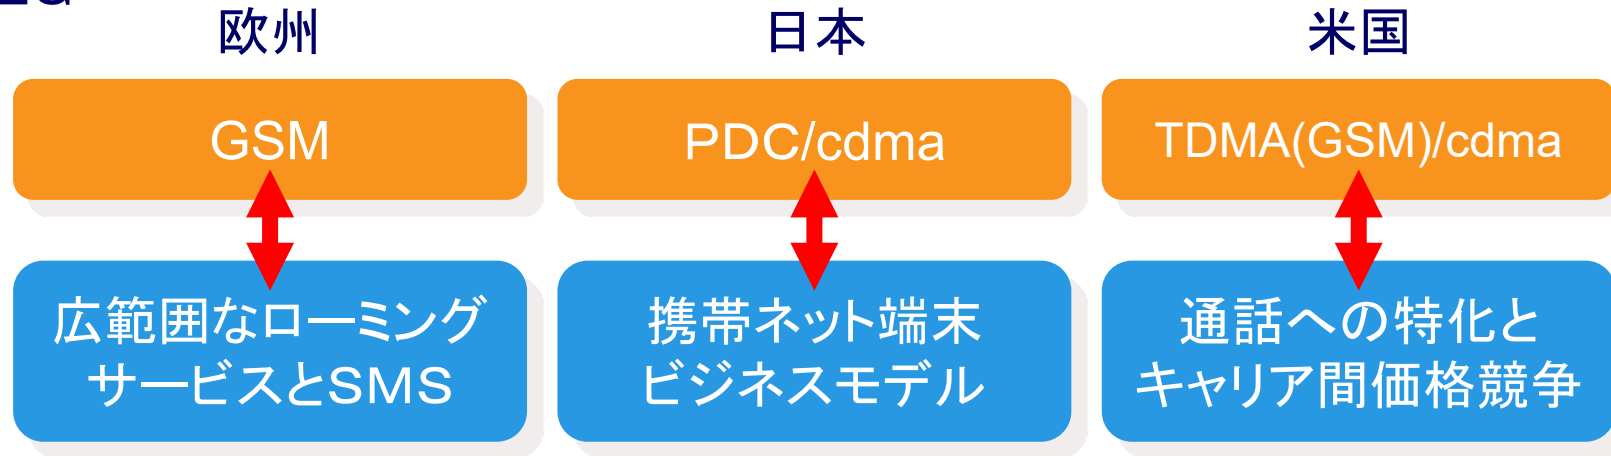 欧州
日本
米国
GSM
PDC/cdma
TDMA(GSM)/cdma
広範囲なローミング
サービスとSMS
携帯ネット端末
ビジネスモデル
通話への特化と
キャリア間価格競争